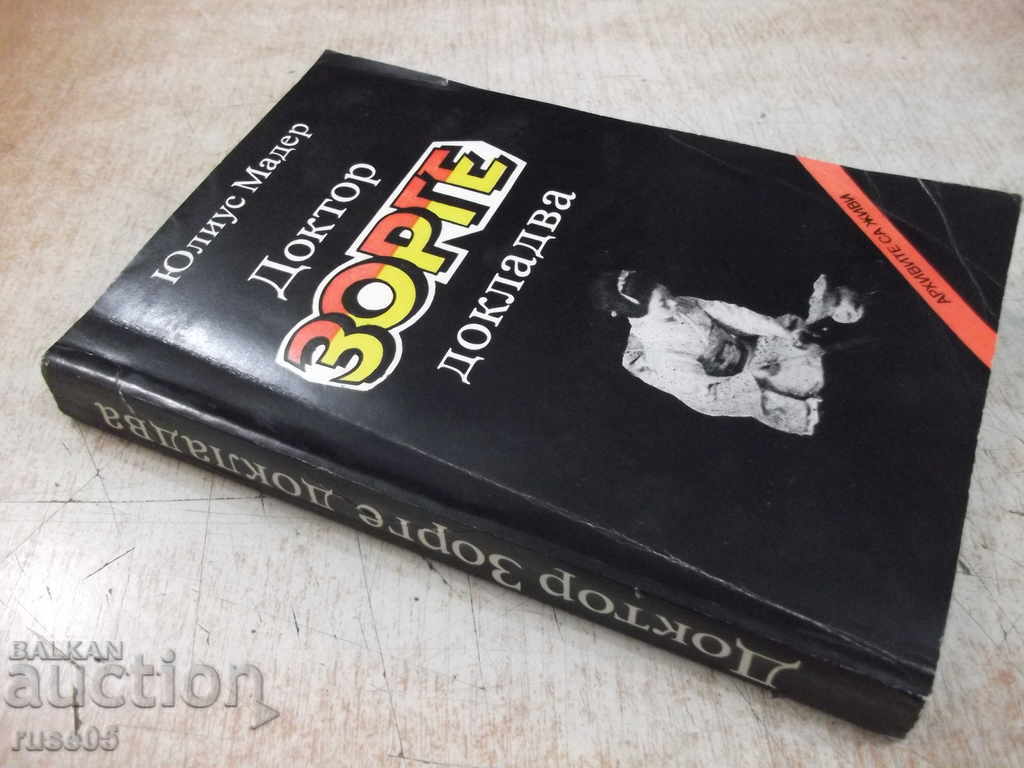 Юлиус Мадер
Доктор
ЗОРГЕ
докладва
АРХИВИТЕ СА ЖИВИ
Доктор Зорге докладва
BALKAN
auction
rus605